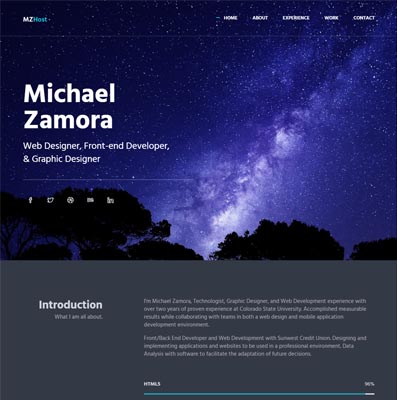 MZHost
HOME ABOUT EXPERIENCE WORK CONTACT
Michael
Zamora
Web Designer, Front-end Developer,
& Graphic Designer
Introduction
What I am all about.
I'm Michael Zamora, Technologist, Graphic Designer, and Web Development experience with
over two years of proven experience at Colorado State University. Accomplished measurable
results while collaborating with teams in both a web design and mobile application
development environment.
Front/Back End Developer and Web Development with Sunwest Credit Union. Designing and
implementing applications and websites to be used in a professional environment. Data
Analysis with software to facilitate the adaptation of future decisions.
HTML5 90%